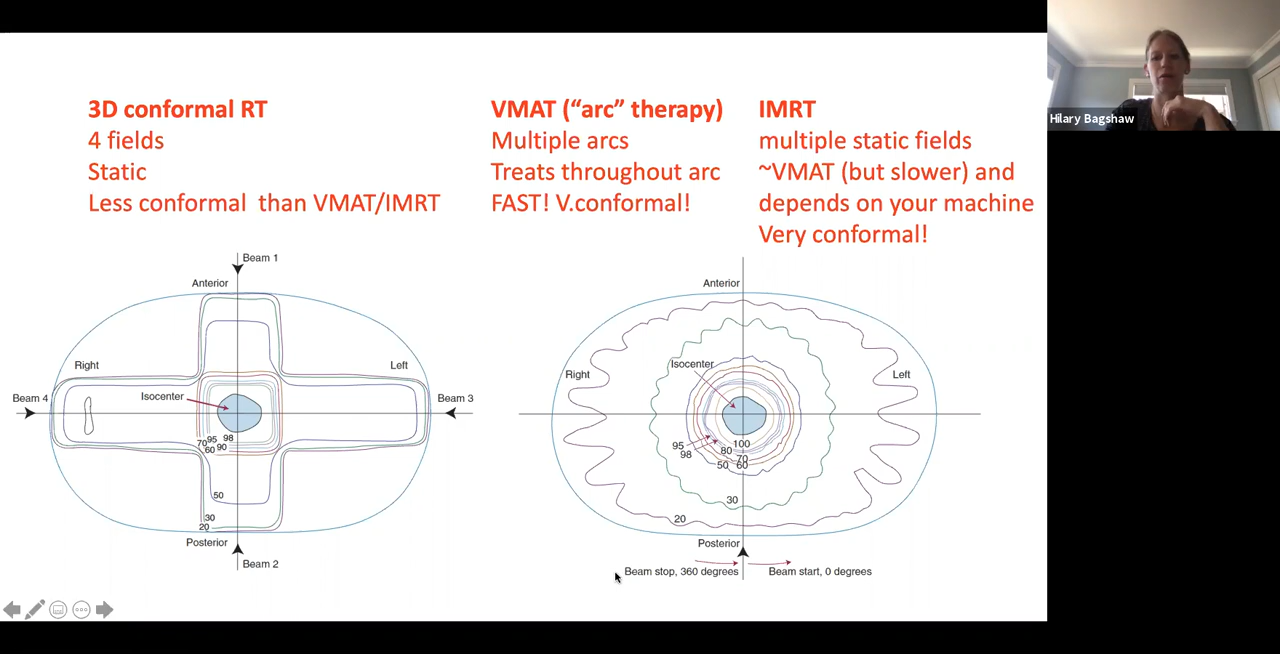 3D conformal RT
4 fields
Static
Less conformal than VMAT/IMRT
VMAT (“arc” therapy)
Multiple arcs
Treats throughout arc
FAST! V.conformal!
IMRT
multiple static fields
~VMAT (but slower) and
depends on your machine
Very conformal!
Hilary Bagshaw
Beam 1
Anterior
Right
Left
Beam 4
Isocenter
Beam 3
70
95
98
60
90
50
30
20
Posterior
Beam 2
Anterior
Isocenter
Right
Left
95
98
100
80
70
50
60
30
20
Posterior
Beam stop, 360 degrees
Beam start, 0 degrees